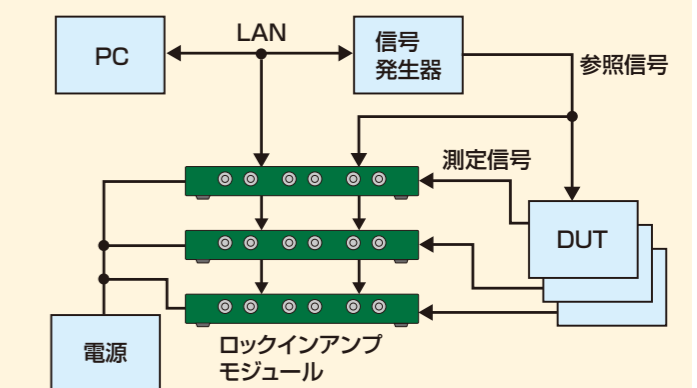 LAN
PC
信号
発生器
参照信号
測定信号
DUT
電源
ロックインアンプ
モジュール